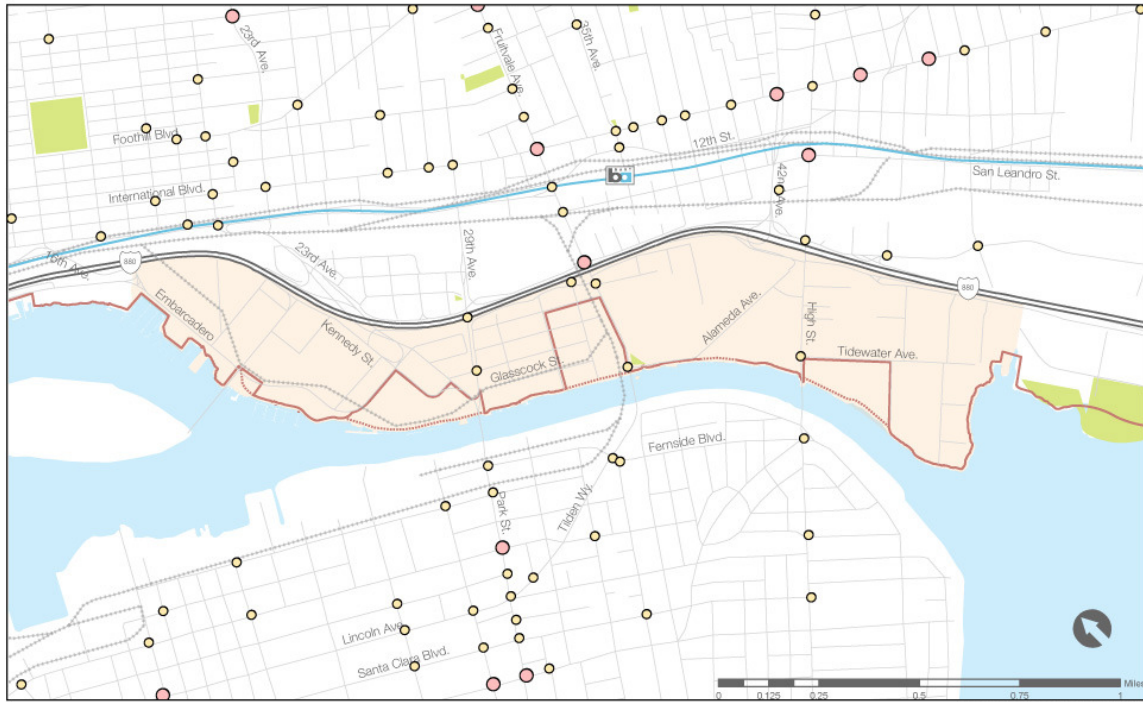 23rd Ave.
Fruitvale Ave.
35th Ave.
Foothill Blvd.
12th St.
International Blvd.
ba
42nd Ave.
San Leandro St.
16th Ave.
880
23rd Ave.
29th Ave.
Embarcadero
Kennedy St.
Glasscock St.
Alameda Ave.
High St.
880
Tidewater Ave.
Fernside Blvd.
Park St.
Tilden Wy.
Lincoln Ave.
Santa Clara Blvd.
Miles
0 0.125 0.25 0.5 0.75 1